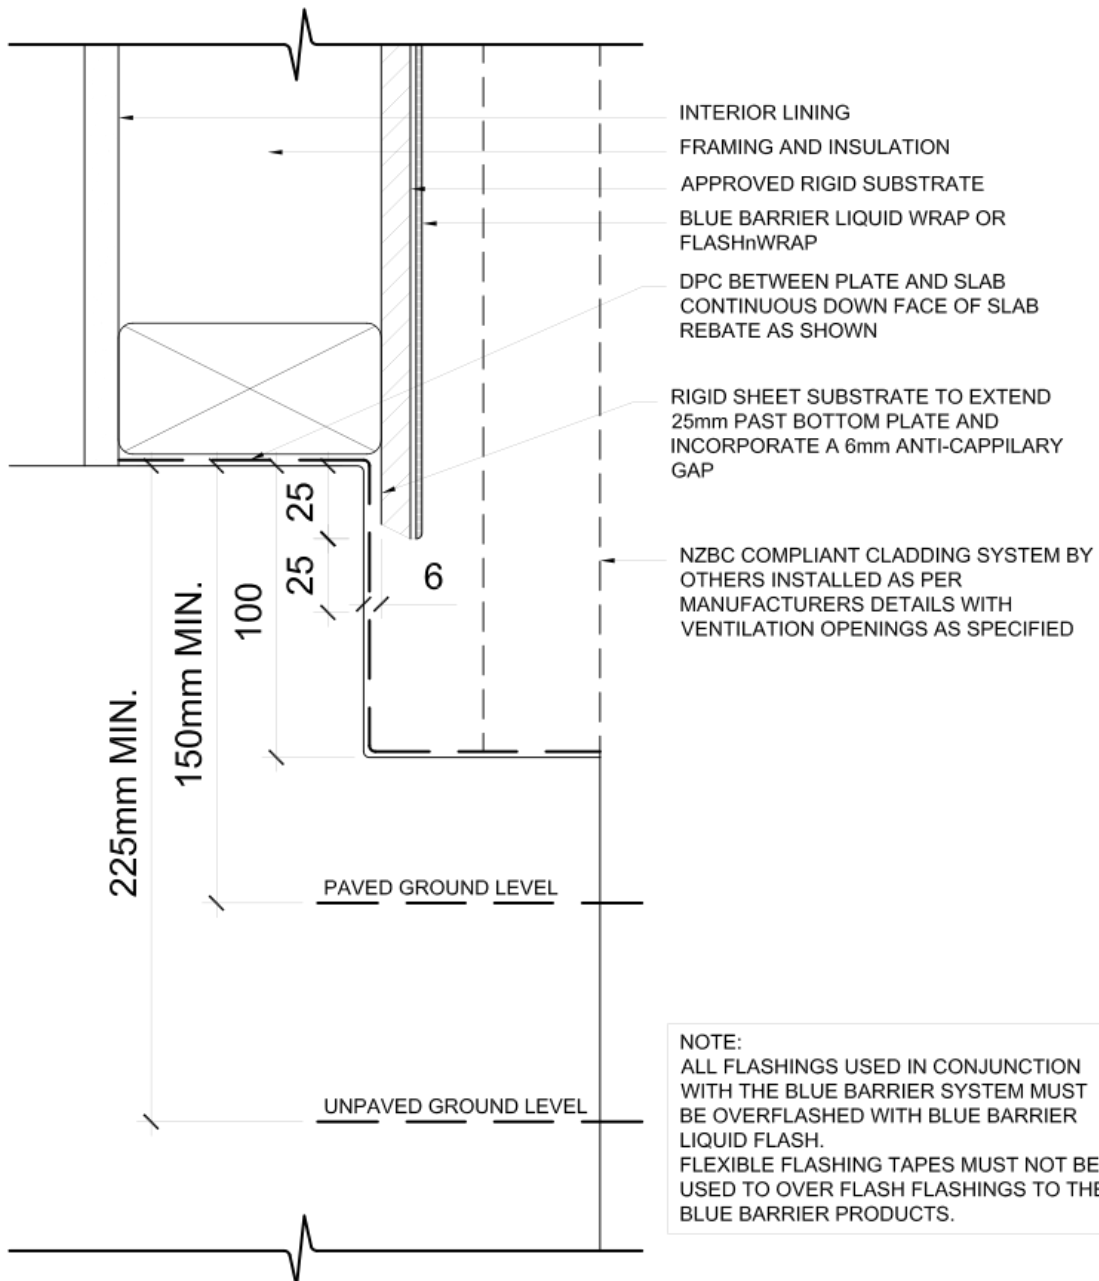 INTERIOR LINING
FRAMING AND INSULATION
APPROVED RIGID SUBSTRATE
BLUE BARRIER LIQUID WRAP OR
FLASHnWRAP
DPC BETWEEN PLATE AND SLAB
CONTINUOUS DOWN FACE OF SLAB
REBATE AS SHOWN
RIGID SHEET SUBSTRATE TO EXTEND
25mm PAST BOTTOM PLATE AND
INCORPORATE A 6mm ANTI-CAPPILARY
GAP
NZBC COMPLIANT CLADDING SYSTEM BY
OTHERS INSTALLED AS PER
MANUFACTURERS DETAILS WITH
VENTILATION OPENINGS AS SPECIFIED
25
25
6
100
150mm MIN.
225mm MIN.
PAVED GROUND LEVEL
UNPAVED GROUND LEVEL
NOTE:
ALL FLASHINGS USED IN CONJUNCTION
WITH THE BLUE BARRIER SYSTEM MUST
BE OVERFLASHED WITH BLUE BARRIER
LIQUID FLASH.
FLEXIBLE FLASHING TAPES MUST NOT BE
USED TO OVER FLASH FLASHINGS TO THE
BLUE BARRIER PRODUCTS.